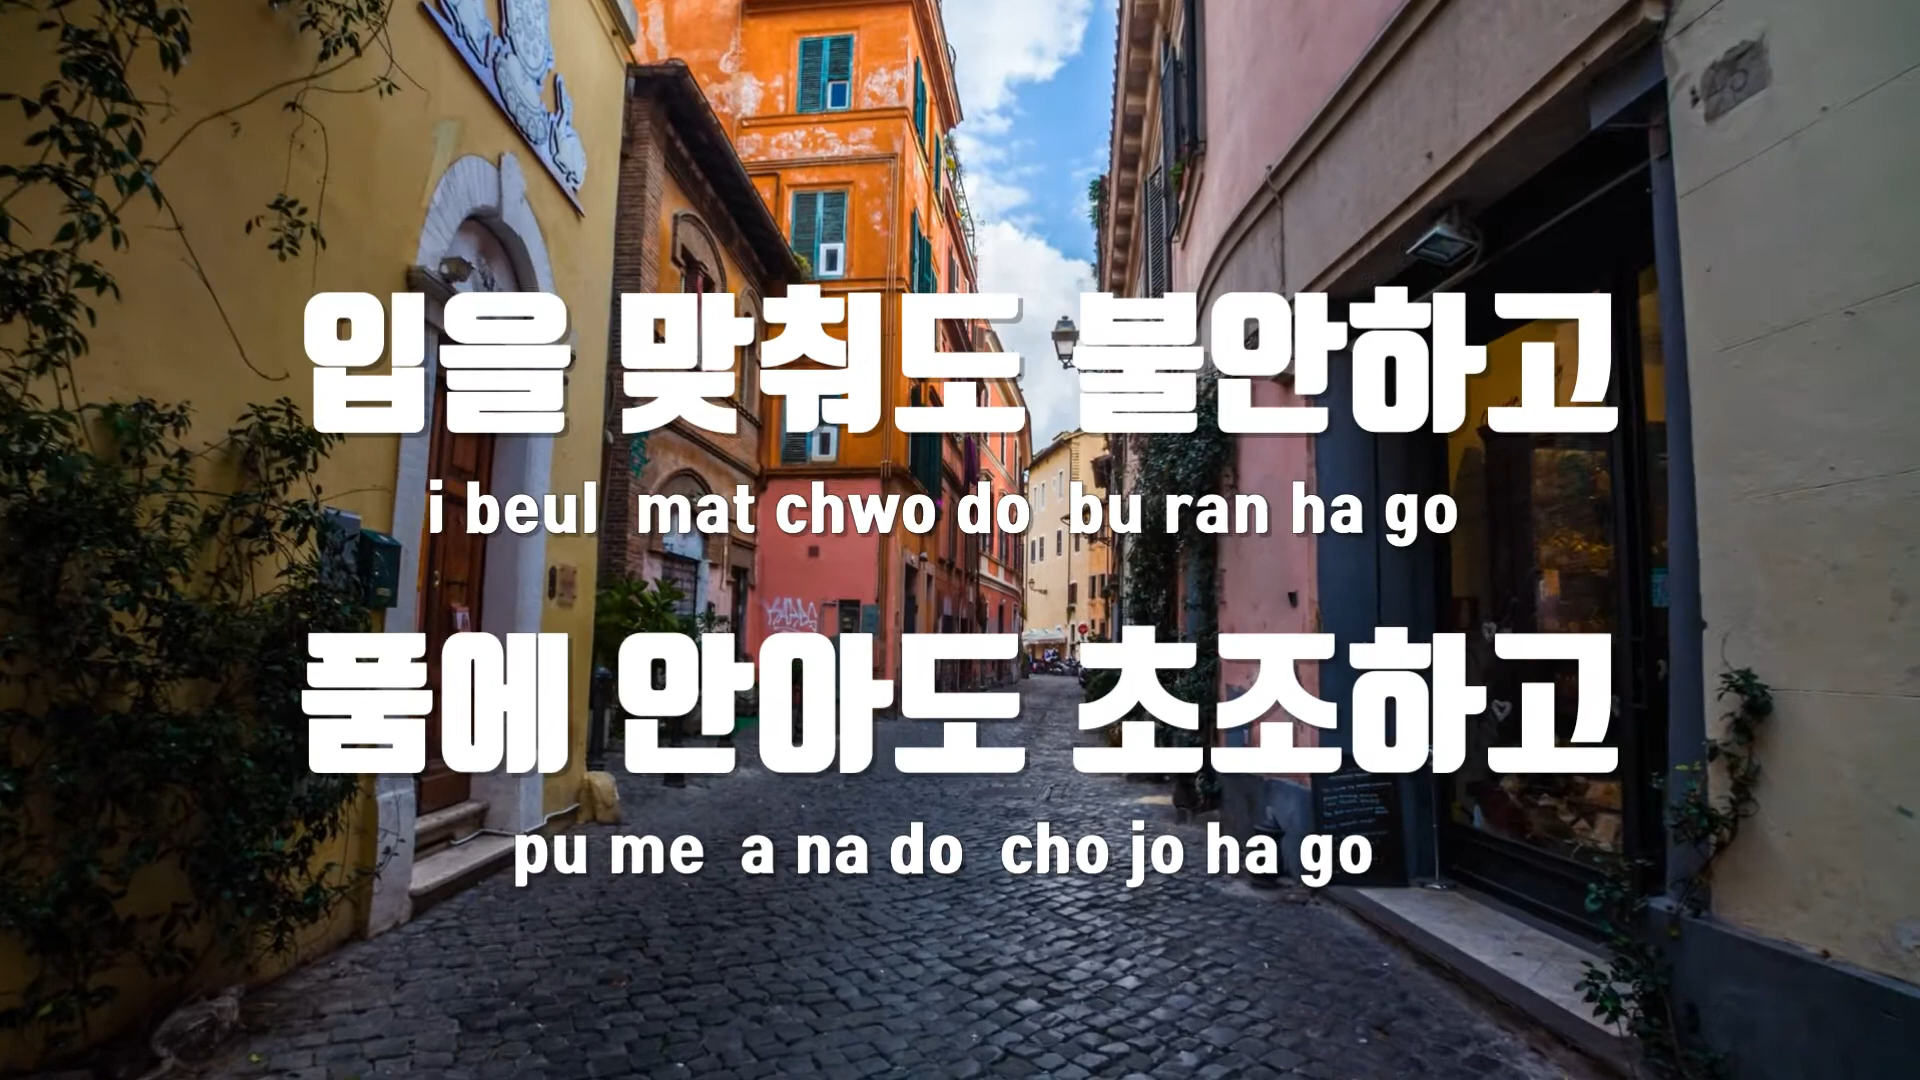 입을 맞춰도 불안하고
i beul mat chwo do bu ran ha go
품에 안아도 초조하고
pu me a na do cho jo ha go